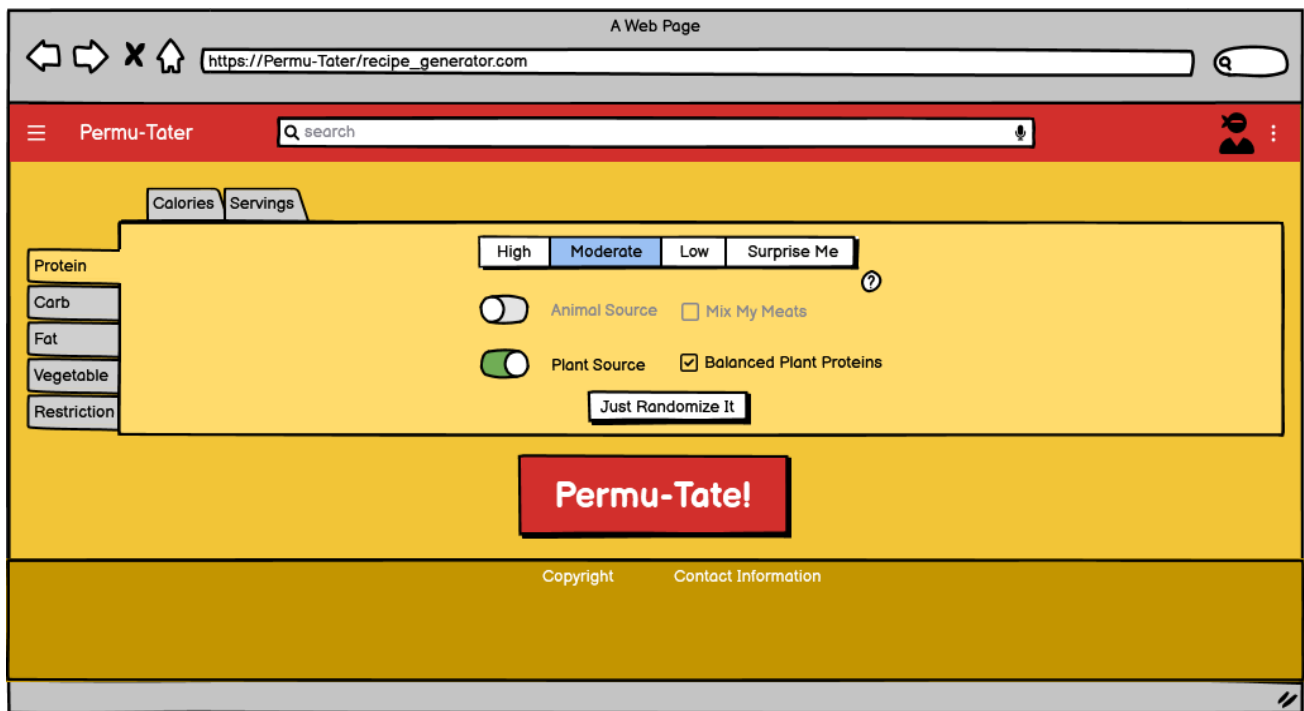 A Web Page
https://Permu-Tater/recipe_generator.com
Permu-Tater
search
Calories
Servings
High
Moderate
Low
Surprise Me
?
Protein
Carb
Fat
Vegetable
Restriction
Animal Source
Mix My Meats
Plant Source
Balanced Plant Proteins
Just Randomize It
Permu-Tate!
Copyright
Contact Information